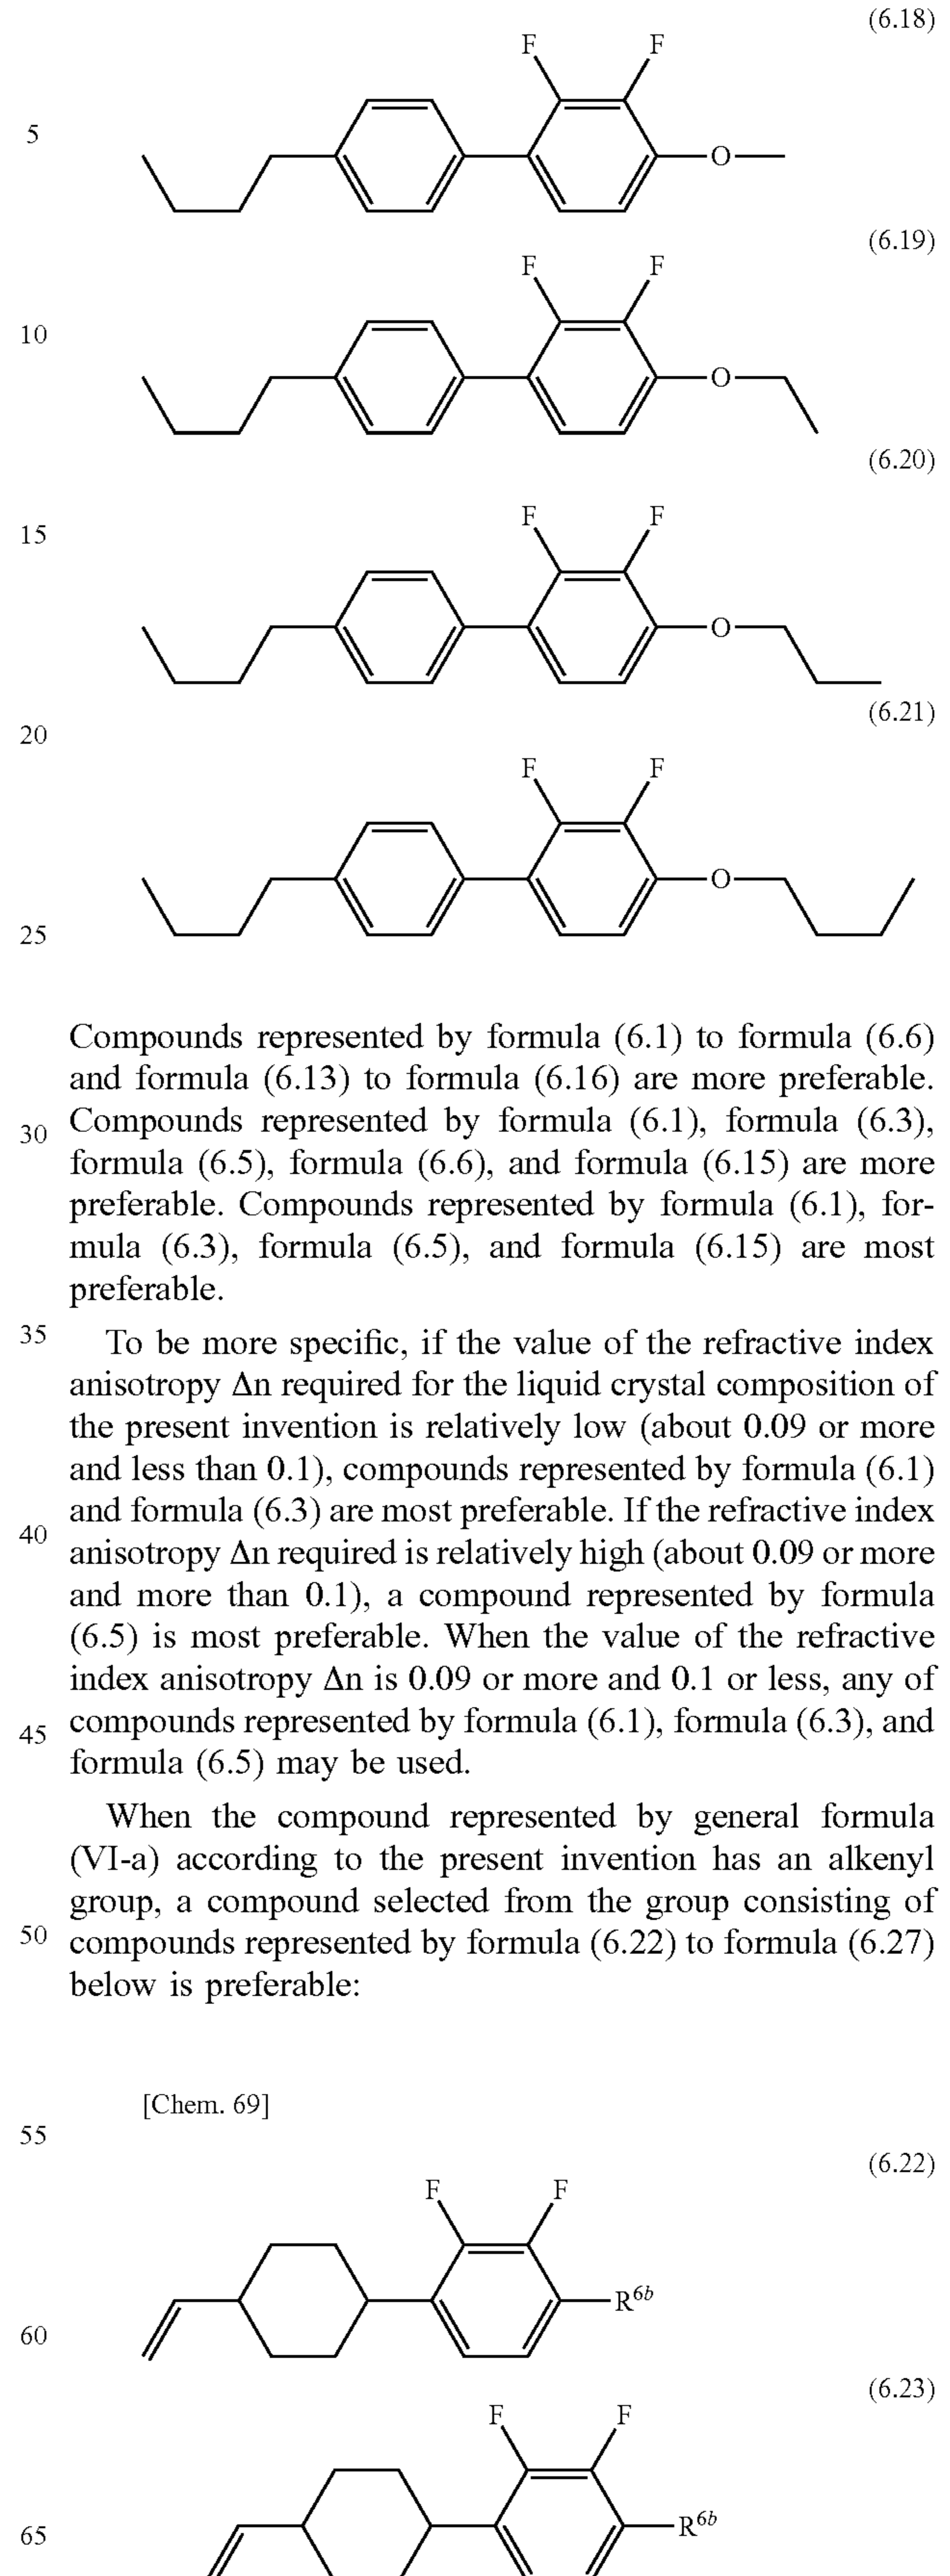 (6.18)
F F
5
O
(6.19)
F F
10
O
(6.20)
F F
15
O
(6.21)
20
F F
O
25
Compounds represented by formula (6.1) to formula (6.6)
and formula (6.13) to formula (6.16) are more preferable.
30 Compounds represented by formula (6.1), formula (6.3),
formula (6.5), formula (6.6), and formula (6.15) are more
preferable. Compounds represented by formula (6.1), for-
mula (6.3), formula (6.5), and formula (6.15) are most
preferable.
35 To be more specific, if the value of the refractive index
anisotropy Δn required for the liquid crystal composition of
the present invention is relatively low (about 0.09 or more
and less than 0.1), compounds represented by formula (6.1)
and formula (6.3) are most preferable. If the refractive index
40 anisotropy Δn required is relatively high (about 0.09 or more
and more than 0.1), a compound represented by formula
(6.5) is most preferable. When the value of the refractive
index anisotropy Δn is 0.09 or more and 0.1 or less, any of
45 compounds represented by formula (6.1), formula (6.3), and
formula (6.5) may be used.
When the compound represented by general formula
(VI-a) according to the present invention has an alkenyl
group, a compound selected from the group consisting of
50 compounds represented by formula (6.22) to formula (6.27)
below is preferable:
[Chem. 69]
55
(6.22)
F F
R6b
60
(6.23)
F F
R6b
65